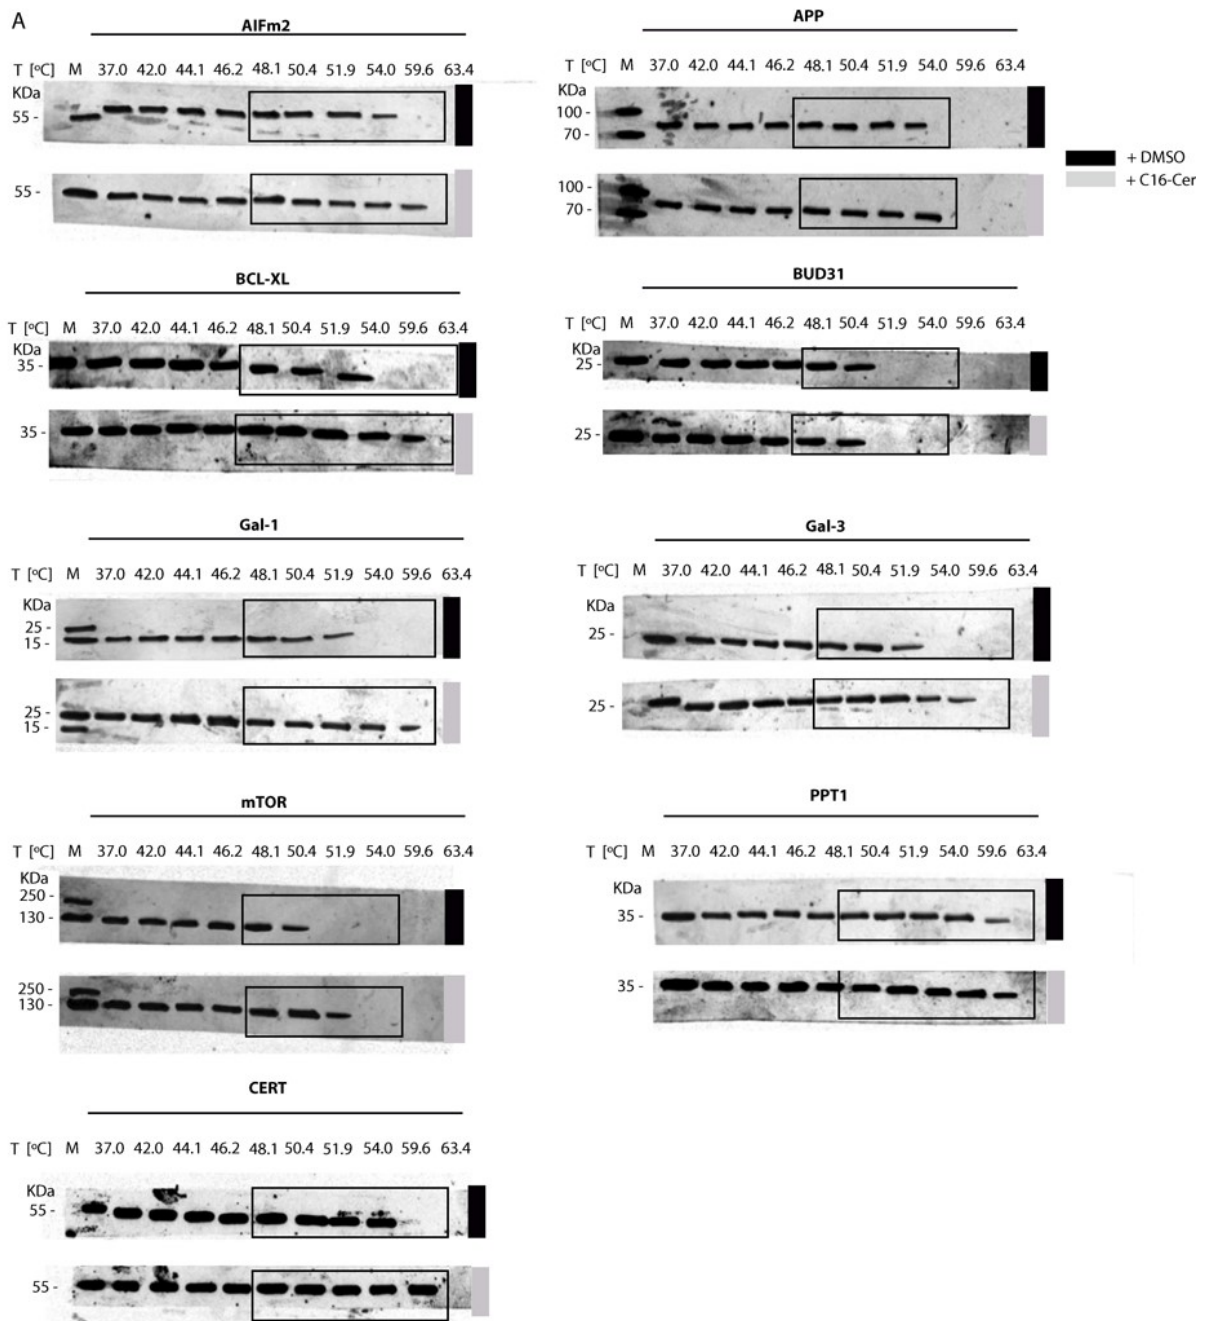 A
AIFm2
T [ºC] M 37.0 42.0 44.1 46.2 48.1 50.4 51.9 54.0 59.6 63.4
KDa
55 -
55 -
APP
T [ºC] M 37.0 42.0 44.1 46.2 48.1 50.4 51.9 54.0 59.6 63.4
KDa
100 -
70 -
100 -
70 -
+ DMSO
+ C16-Cer
BCL-XL
T [ºC] M 37.0 42.0 44.1 46.2 48.1 50.4 51.9 54.0 59.6 63.4
KDa
35 -
35 -
BUD31
T [ºC] M 37.0 42.0 44.1 46.2 48.1 50.4 51.9 54.0 59.6 63.4
KDa
25 -
25 -
Gal-1
T [ºC] M 37.0 42.0 44.1 46.2 48.1 50.4 51.9 54.0 59.6 63.4
KDa
25 -
15 -
25 -
15 -
Gal-3
T [ºC] M 37.0 42.0 44.1 46.2 48.1 50.4 51.9 54.0 59.6 63.4
KDa
25 -
25 -
mTOR
T [ºC] M 37.0 42.0 44.1 46.2 48.1 50.4 51.9 54.0 59.6 63.4
KDa
250 -
130 -
250 -
130 -
PPT1
T [ºC] M 37.0 42.0 44.1 46.2 48.1 50.4 51.9 54.0 59.6 63.4
KDa
35 -
35 -
CERT
T [ºC] M 37.0 42.0 44.1 46.2 48.1 50.4 51.9 54.0 59.6 63.4
KDa
55 -
55 -